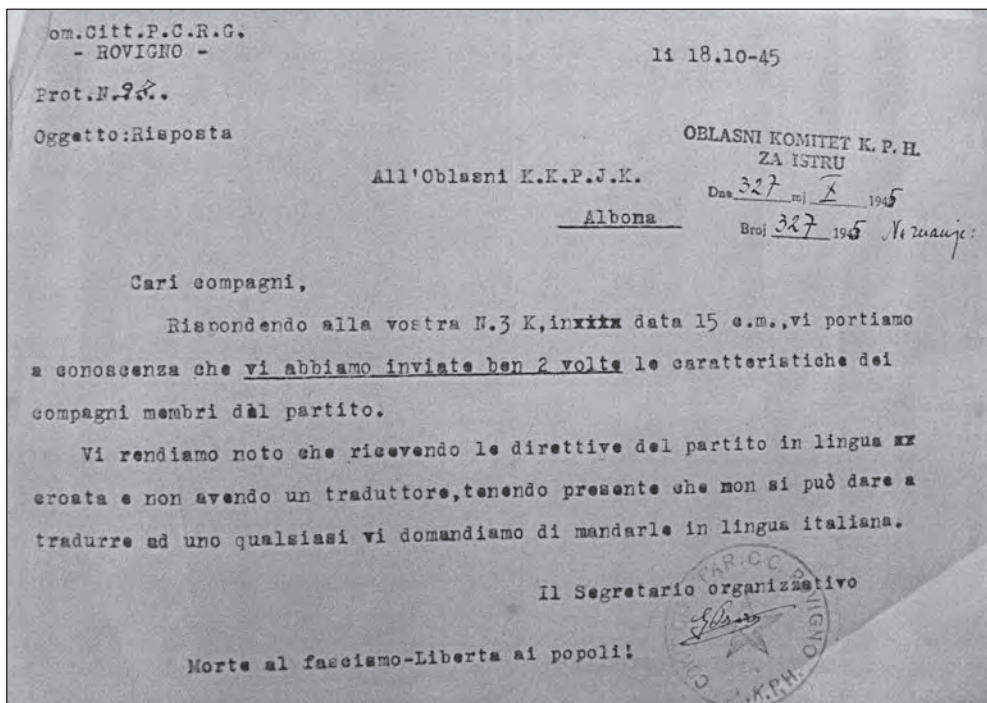 om.Citt.P.C.R.G.
- ROVIGNO -
li 18.10-45
Prot.N.
Oggetto:Risposta
OBLASNI KOMITET K. P. H.
ZA ISTRU
All'Oblasni K.K.P.J.K.
Dna 327 mj X 1945
Albona
Broj 327 1945
Cari compagni,
Rispondendo alla vostra N.3 K,inxxixx data 15 c.m.,vi portiamo
a conoscenza che vi abbiamo inviate ben 2 volte le caratteristiche dei
compagni membri dal partito.
Vi rendiamo noto che ricevendo le direttive del partito in lingua xx
croata e non avendo un traduttore,tenendo presente che non si può dare a
tradurre ad uno qualsiasi vi domandiamo di mandarle in lingua italiana.
Il Segretario organizzativo
PAR.C.C.
K.P.H.
Morte al fascismo-Liberta ai popoli!